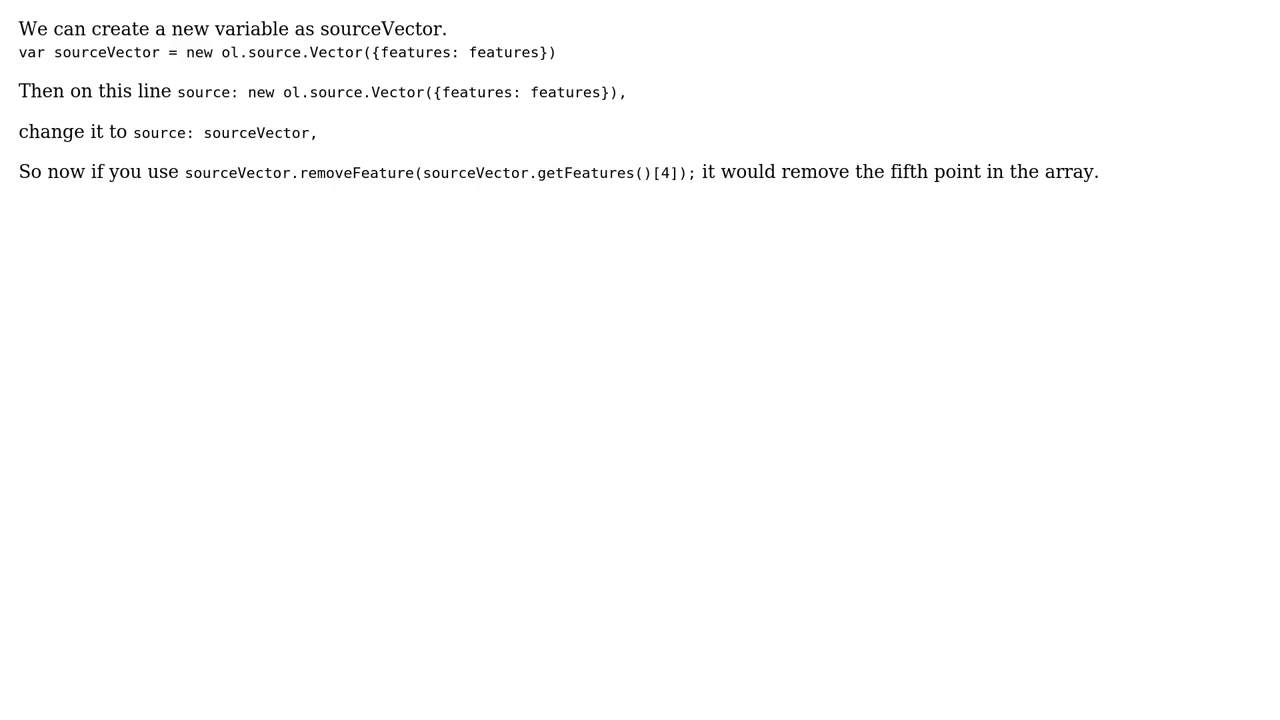 We can create a new variable as sourceVector.
var sourceVector = new ol.source.Vector({features: features})
Then on this line source: new ol.source.Vector({features: features}),
change it to source: sourceVector,
So now if you use sourceVector.removeFeature(sourceVector.getFeatures()[4]); it would remove the fifth point in the array.